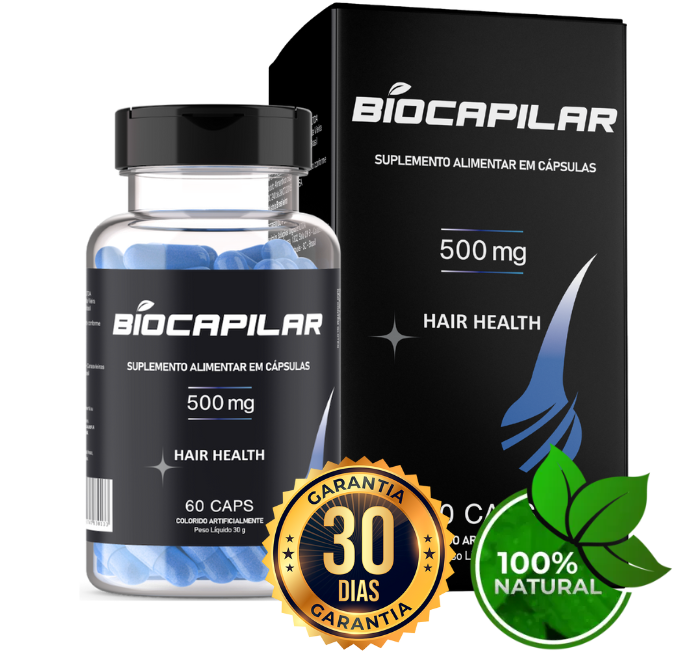 BIOCAPILAR
SUPLEMENTO ALIMENTAR EM CÁPSULAS
500 mg
HAIR HEALTH
BIOCAPILAR
SUPLEMENTO ALIMENTAR EM CÁPSULAS
500 mg
HAIR HEALTH
60 CAPS
COLORIDO ARTIFICIALMENTE
Peso Líquido 30 g
GARANTIA
30
DIAS
GARANTIA
100%
NATURAL